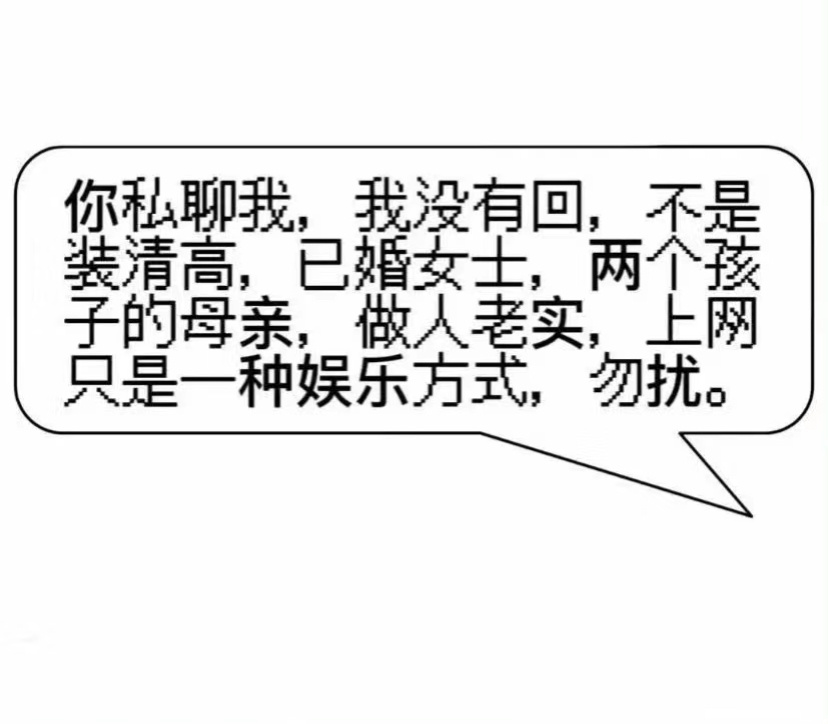 你私聊我，我没有回，不是
装清高，已婚女士，两个孩
子的母亲，做人老实，上网
只是一种娱乐方式，勿扰。